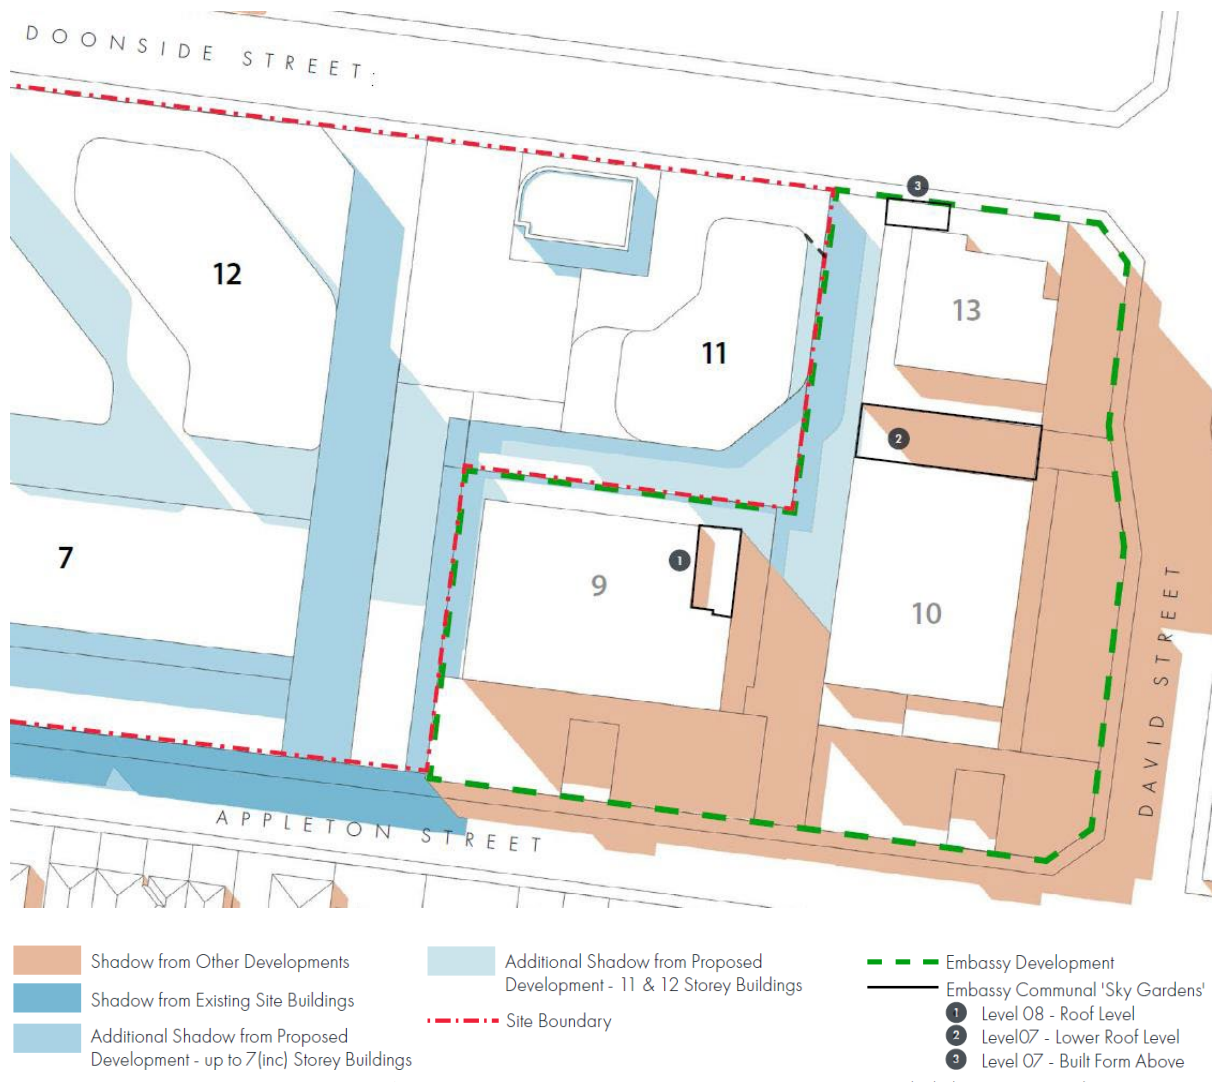 DOONSIDE STREET
3
12
13
11
2
7
1
9
10
DAVID STREET
APPLETON STREET
Shadow from Other Developments
Shadow from Existing Site Buildings
Additional Shadow from Proposed
Development - up to 7(inc) Storey Buildings
Additional Shadow from Proposed
Development - 11 & 12 Storey Buildings
Site Boundary
Embassy Development
Embassy Communal 'Sky Gardens'
1 Level 08 - Roof Level
2 Level07 - Lower Roof Level
3 Level 07 - Built Form Above